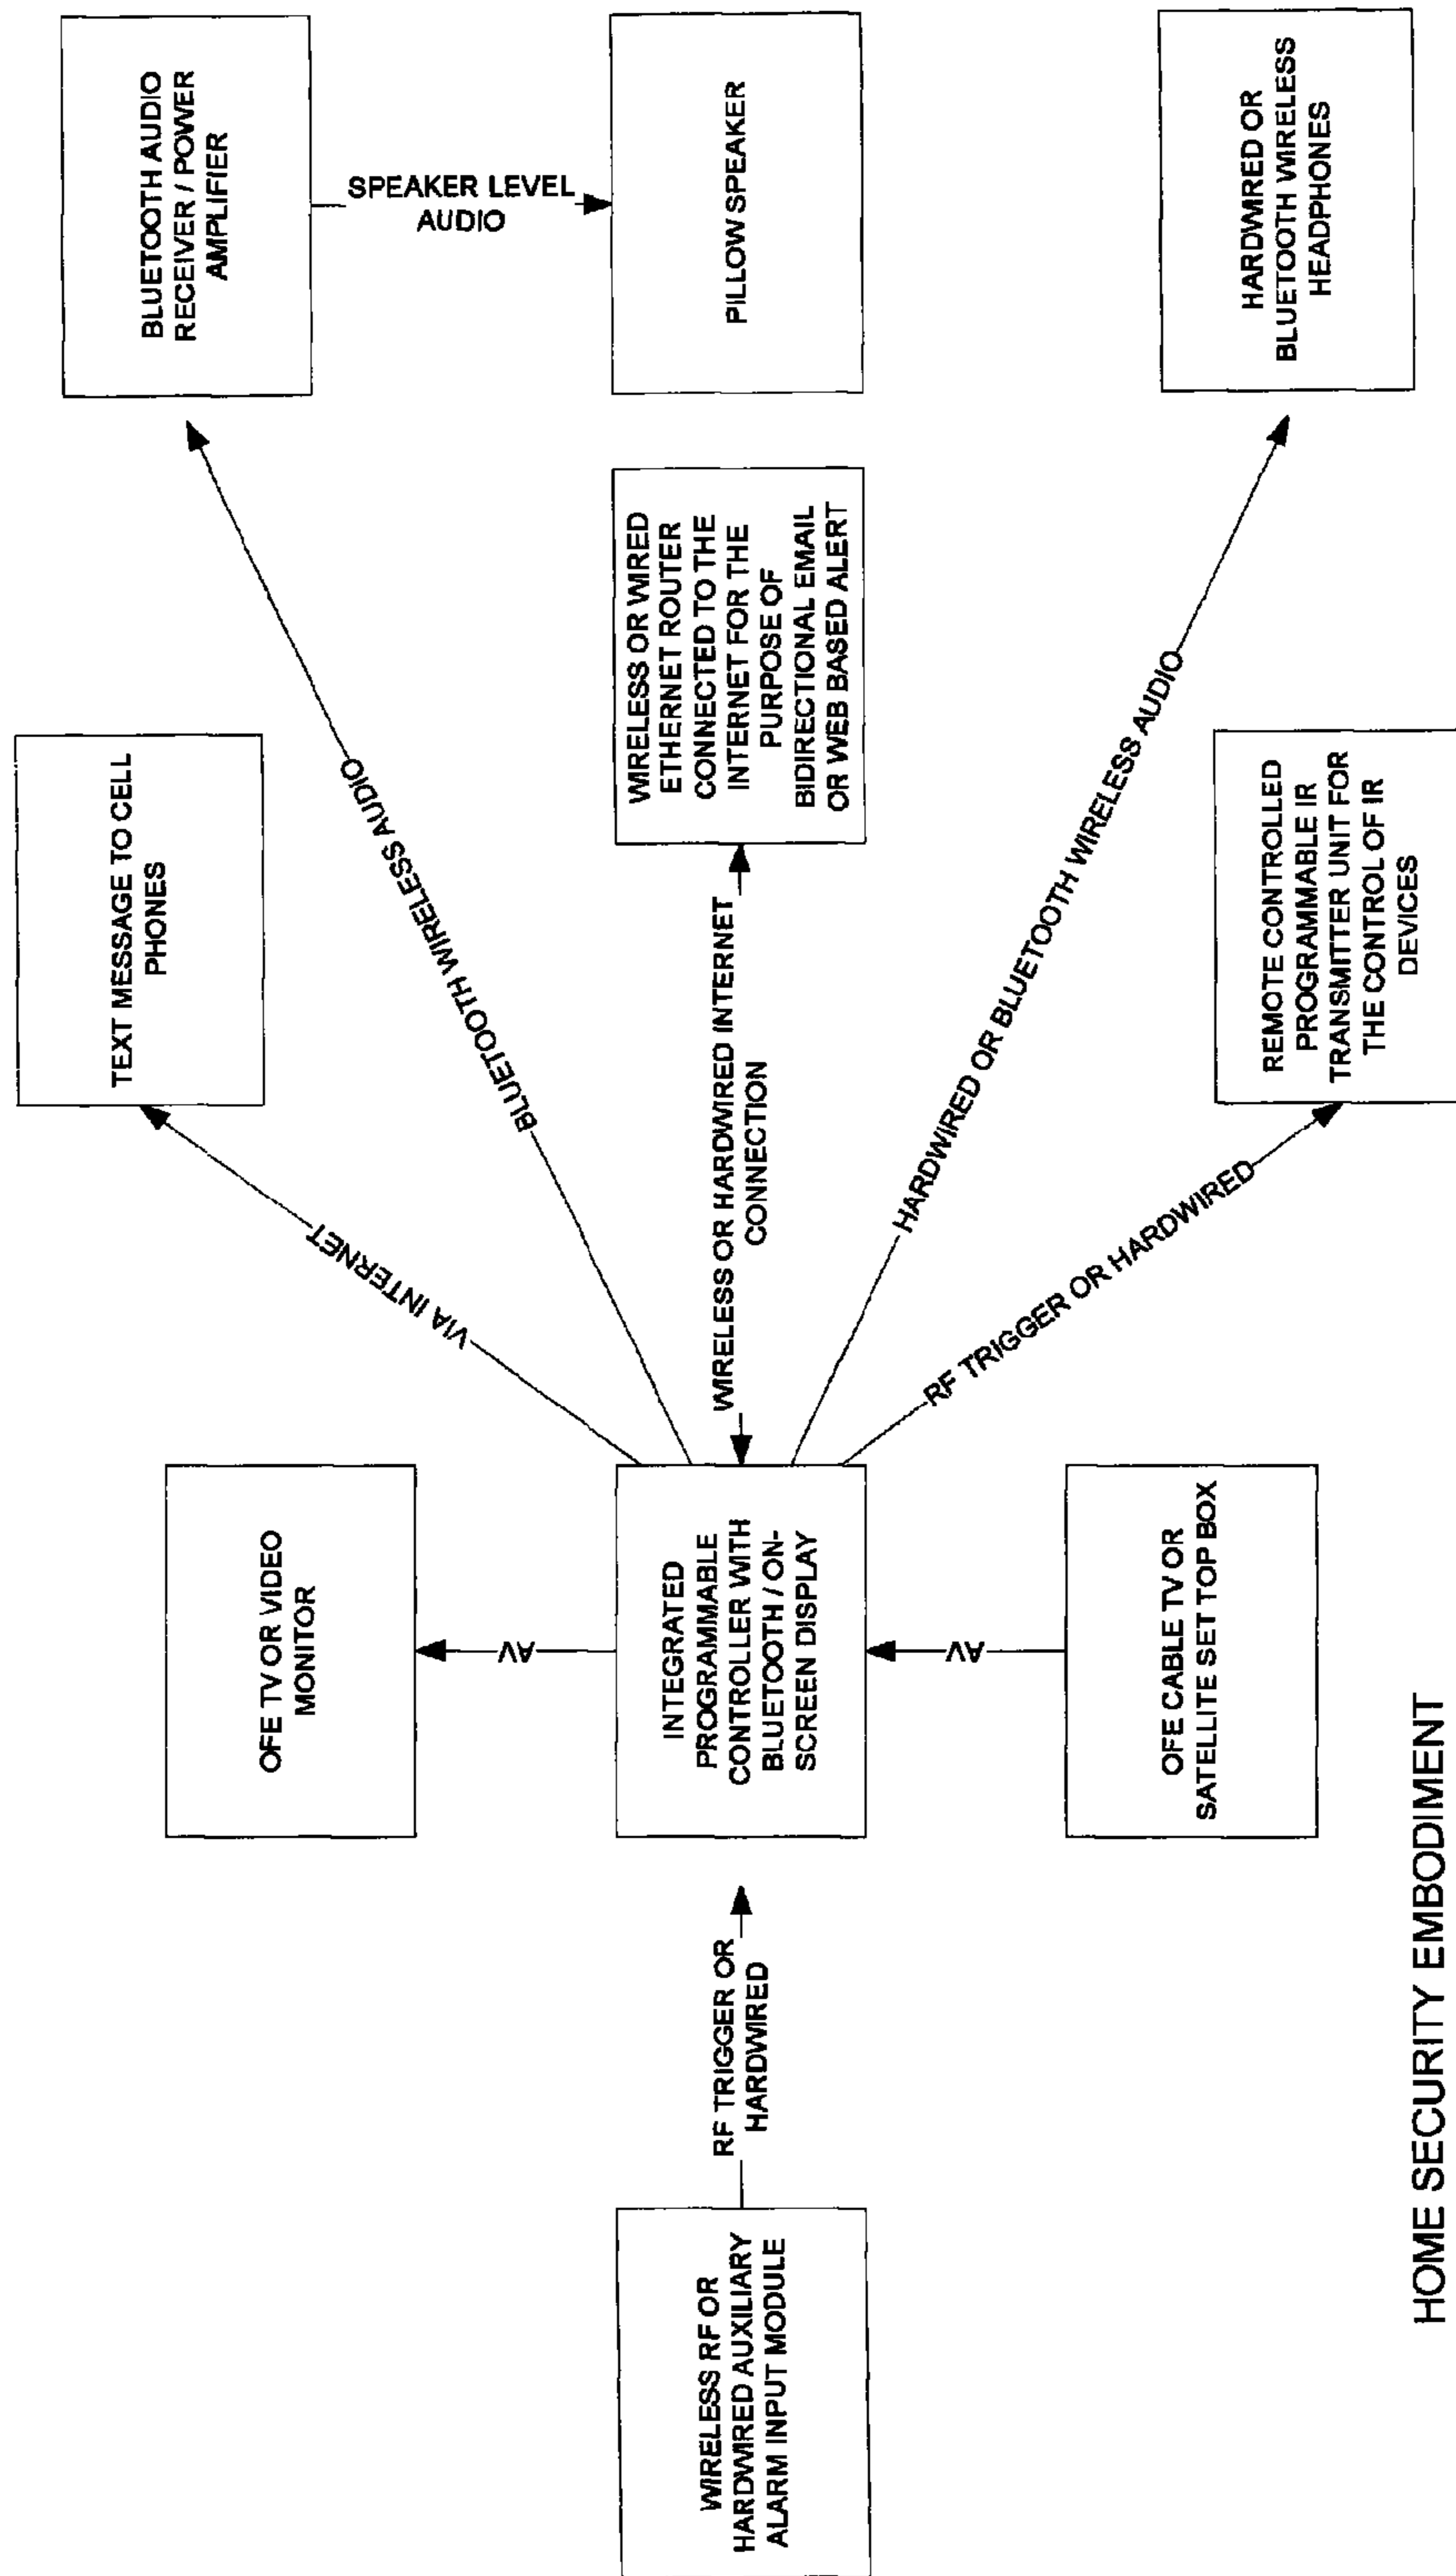 BLUETOOTH AUDIO
RECEIVER / POWER
AMPLIFIER
SPEAKER LEVEL
AUDIO
PILLOW SPEAKER
HARDWIRED OR
BLUETOOTH WIRELESS
HEADPHONES
TEXT MESSAGE TO CELL
PHONES
BLUETOOTH WIRELESS AUDIO
WIRELESS OR WIRED
ETHERNET ROUTER
CONNECTED TO THE
INTERNET FOR THE
PURPOSE OF
BIDIRECTIONAL EMAIL
OR WEB BASED ALERT
HARDWIRED OR BLUETOOTH WIRELESS AUDIO
REMOTE CONTROLLED
PROGRAMMABLE IR
TRANSMITTER UNIT FOR
THE CONTROL OF IR
DEVICES
VIA INTERNET
WIRELESS OR HARDWIRED INTERNET
CONNECTION
RF TRIGGER OR HARDWIRED
OFE TV OR VIDEO
MONITOR
AV
INTEGRATED
PROGRAMMABLE
CONTROLLER WITH
BLUETOOTH / ON-
SCREEN DISPLAY
AV
OFE CABLE TV OR
SATELLITE SET TOP BOX
RF TRIGGER OR
HARDWIRED
WIRELESS RF OR
HARDWIRED AUXILIARY
ALARM INPUT MODULE
HOME SECURITY EMBODIMENT